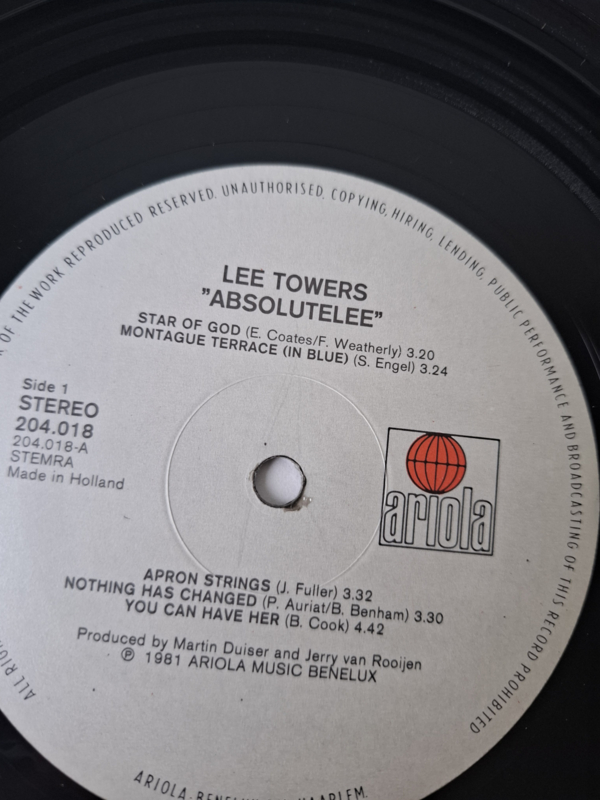 OF THE WORK REPRODUCED RESERVED. UNAUTHORISED, COPYING, HIRING, LENDING, PUBLIC PERFORMANCE AND BROADCASTING OF THIS RECORD PROHIBITED
LEE TOWERS
"ABSOLUTELEE"
STAR OF GOD (E. Coates/F. Weatherly) 3.20
MONTAGUE TERRACE (IN BLUE) (S. Engel) 3.24
Side 1
STEREO
204.018
204.018-A
STEMRA
Made in Holland
ariola
APRON STRINGS (J. Fuller) 3.32
NOTHING HAS CHANGED (P. Auriat/B. Benham) 3.30
YOU CAN HAVE HER (B. Cook) 4.42
Produced by Martin Duiser and Jerry van Rooijen
℗ 1981 ARIOLA MUSIC BENELUX
ALL
ARIOLA